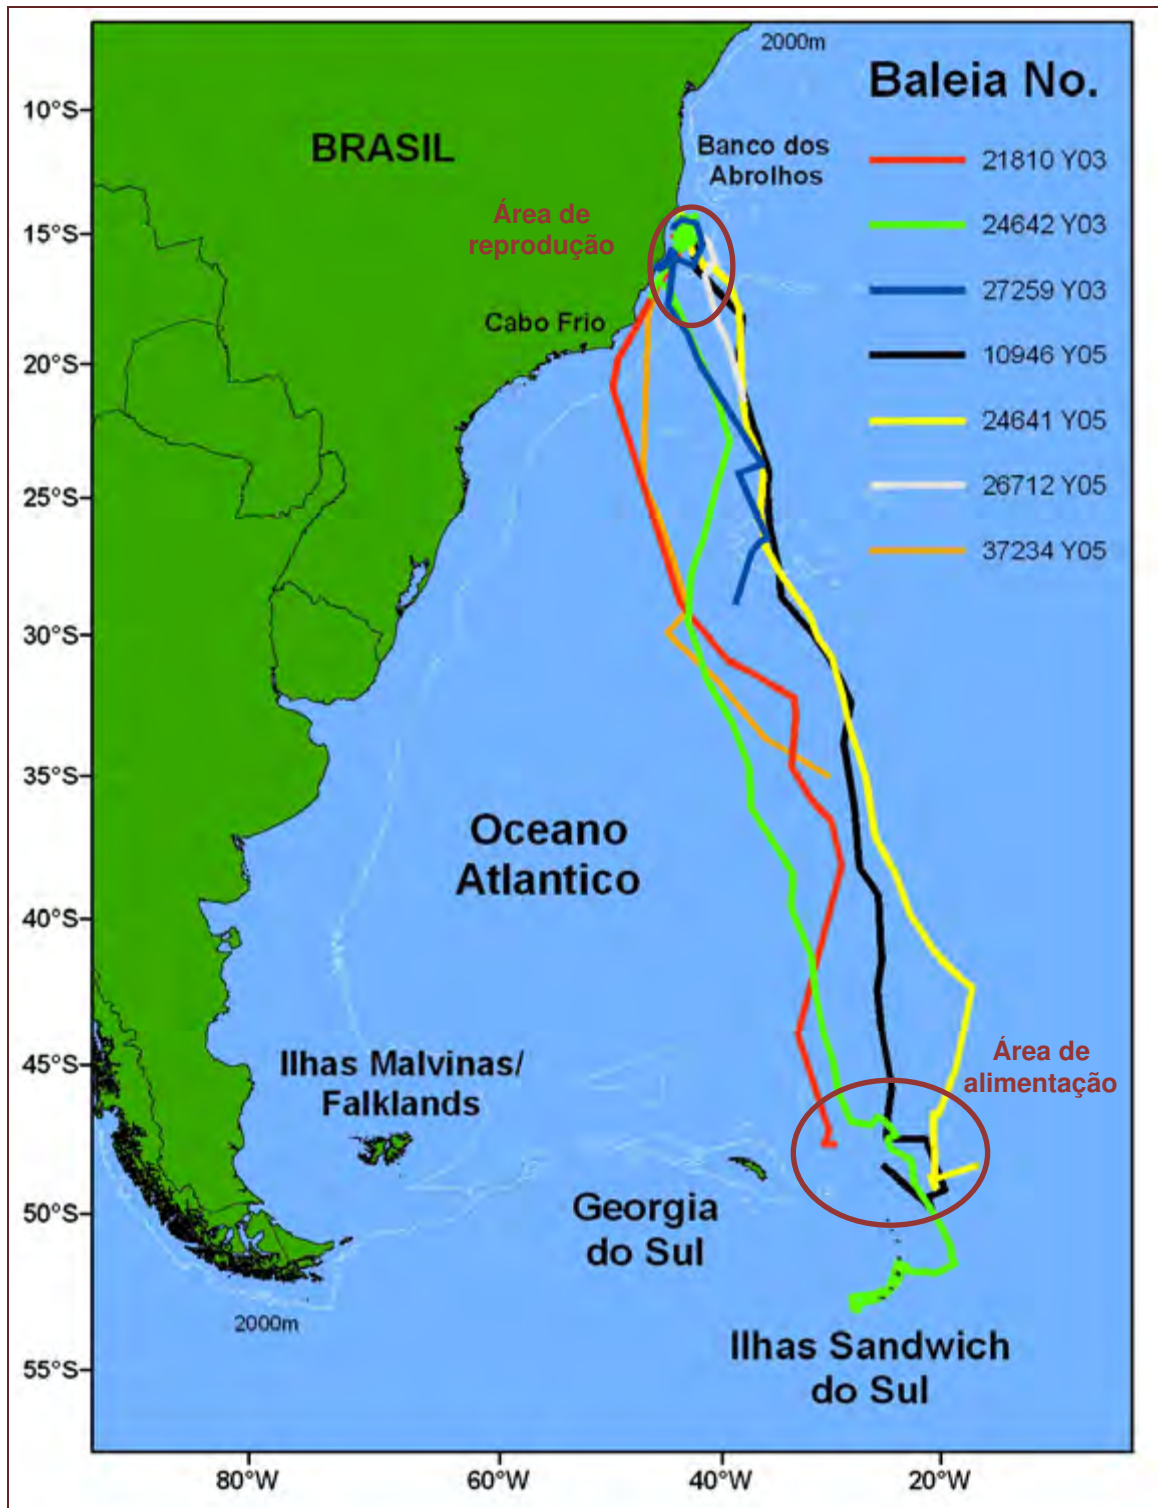 2000m
Baleia No.
10°S
BRASIL
Banco dos
Abrolhos
21810 Y03
24642 Y03
27259 Y03
10946 Y05
24641 Y05
26712 Y05
37234 Y05
Área de
reprodução
15°S
Cabo Frio
20°S
25°S
30°S
35°S
Oceano
Atlantico
40°S
45°S
Ilhas Malvinas/
Falklands
Área de
alimentação
50°S
Georgia
do Sul
2000m
Ilhas Sandwich
do Sul
55°S
80°W
60°W
40°W
20°W